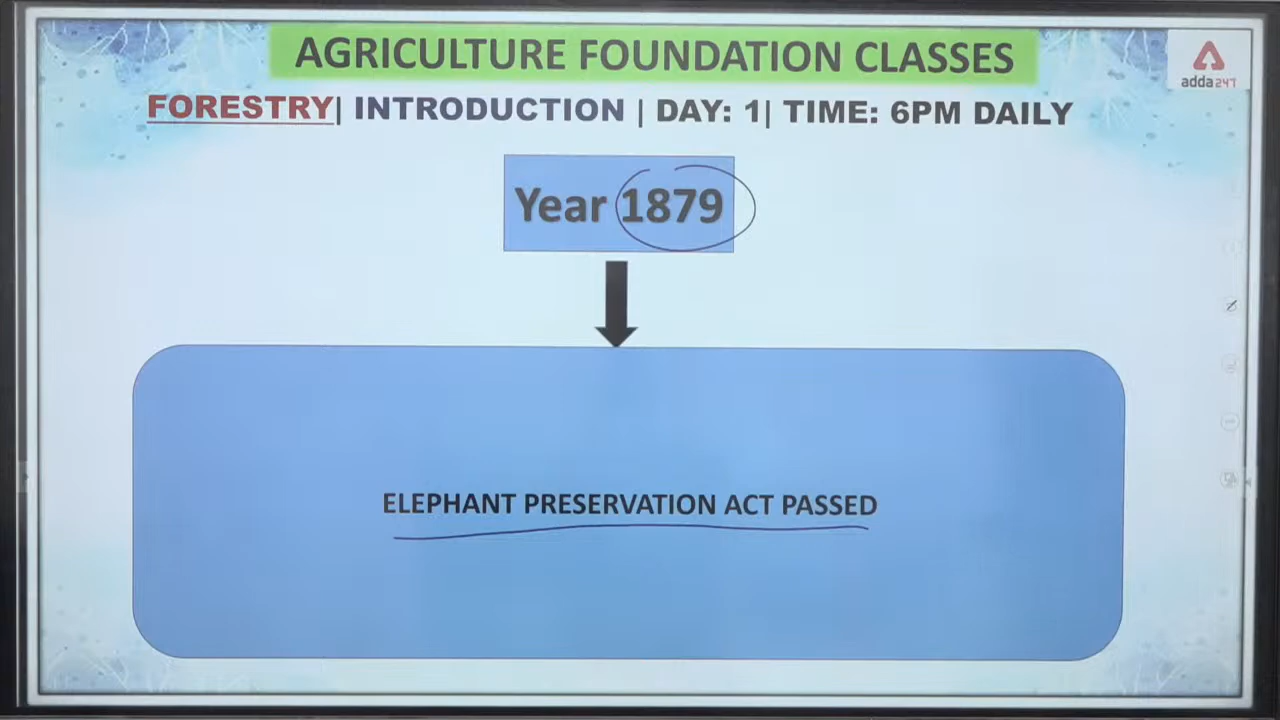 AGRICULTURE FOUNDATION CLASSES
adda247
FORESTRY| INTRODUCTION | DAY: 1| TIME: 6PM DAILY
Year 1879
ELEPHANT PRESERVATION ACT PASSED